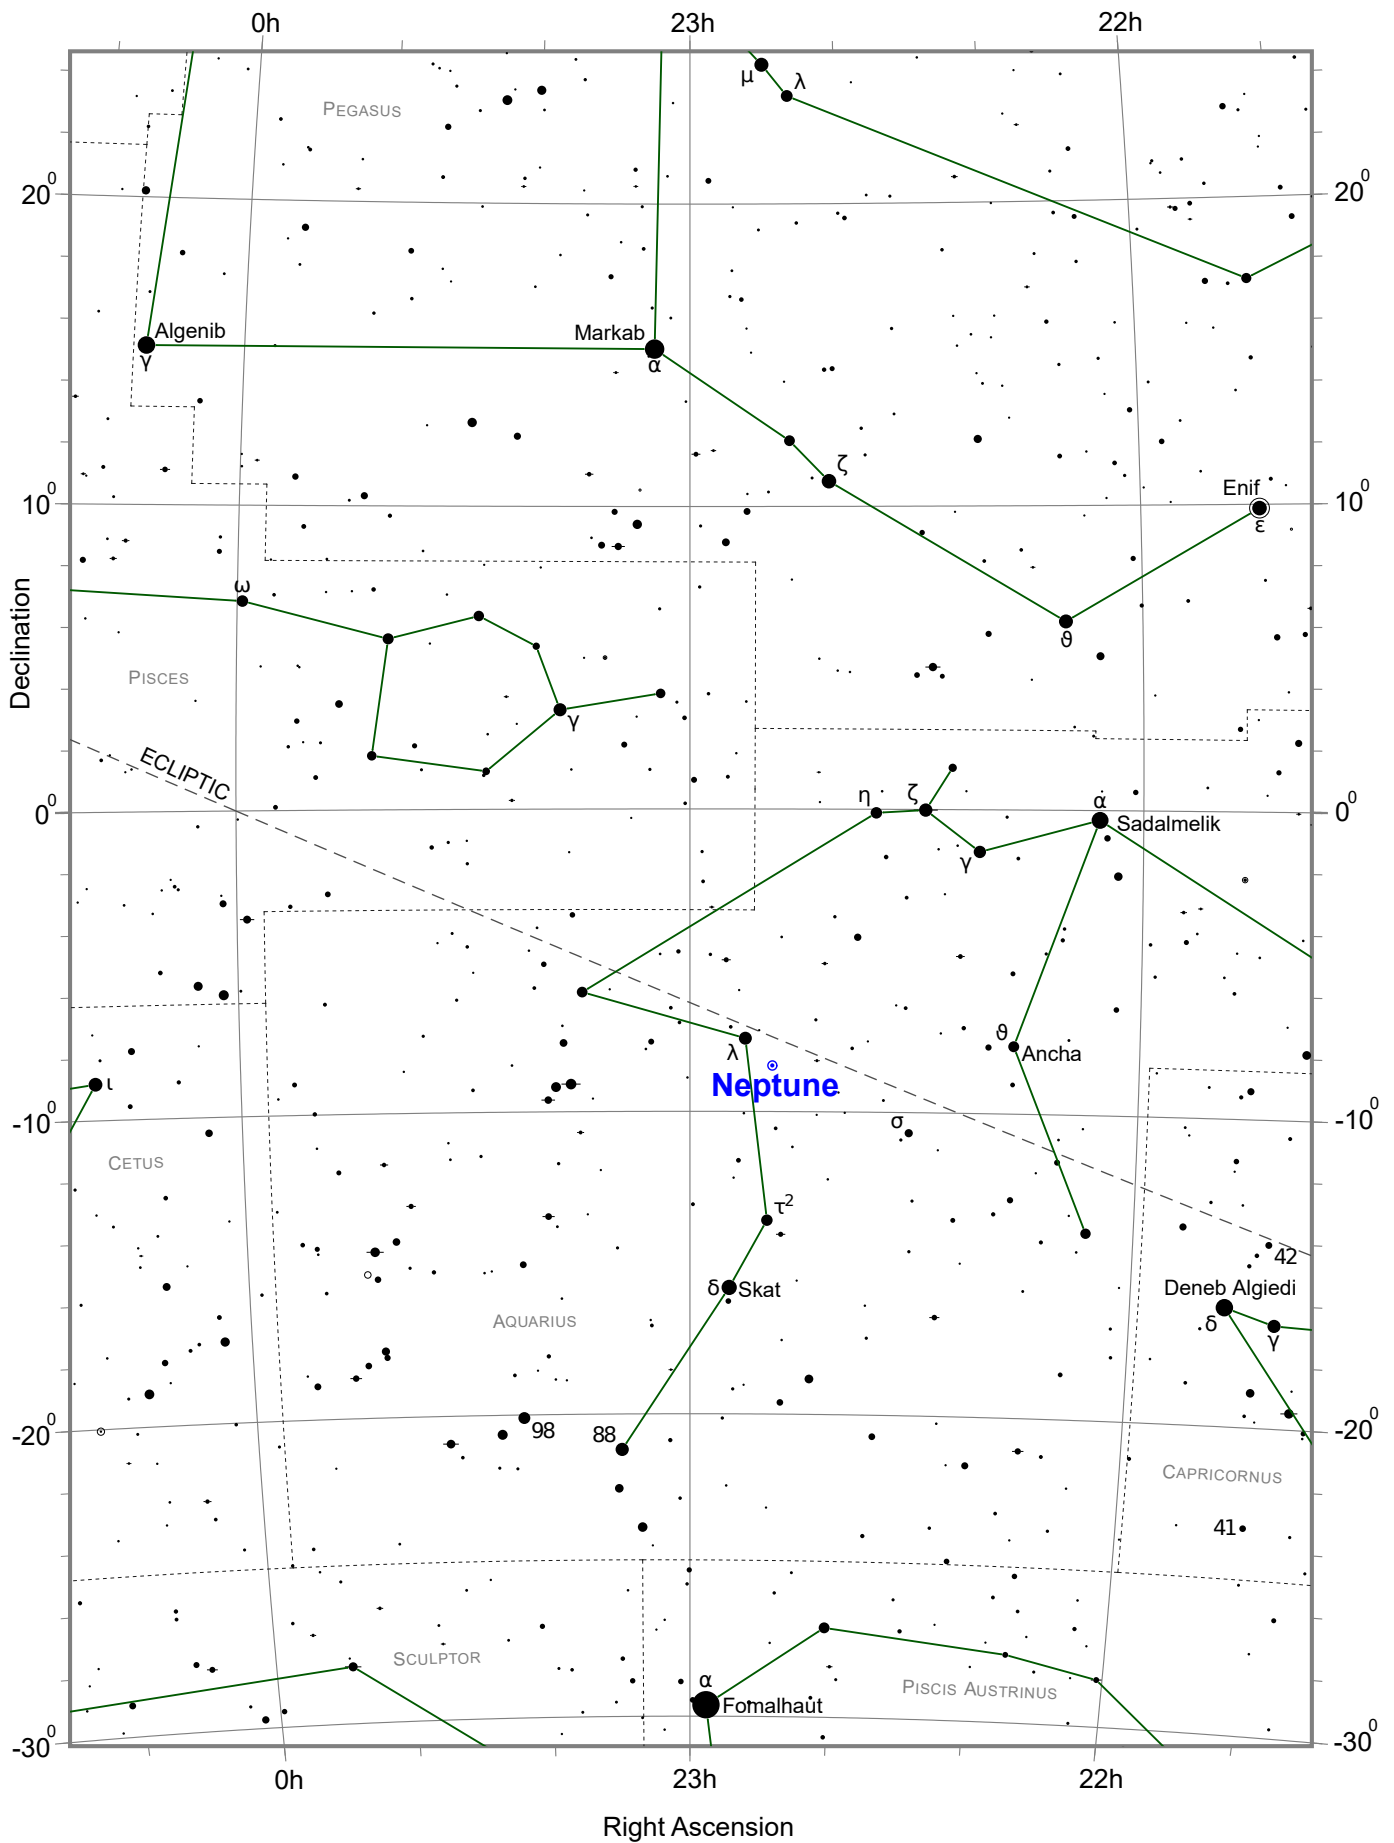 0h 23h 22h
μ λ
PEGASUS
20⁰ 20⁰
Algenib Markab
γ α
ζ
Enif
10⁰ 10⁰
ε
ω
ϑ
Declination
PISCES
γ
ECLIPTIC
η ζ α
0⁰ 0⁰
Sadalmelik
γ
ϑ
λ Ancha
ι Neptune
-10⁰ σ -10⁰
CETUS
τ²
42
δ Skat Deneb Algiedi
AQUARIUS δ γ
98 88
-20⁰ -20⁰
CAPRICORNUS
41
SCULPTOR
α
PISCIS AUSTRINUS
Fomalhaut
-30⁰ -30⁰
0h 23h 22h
Right Ascension